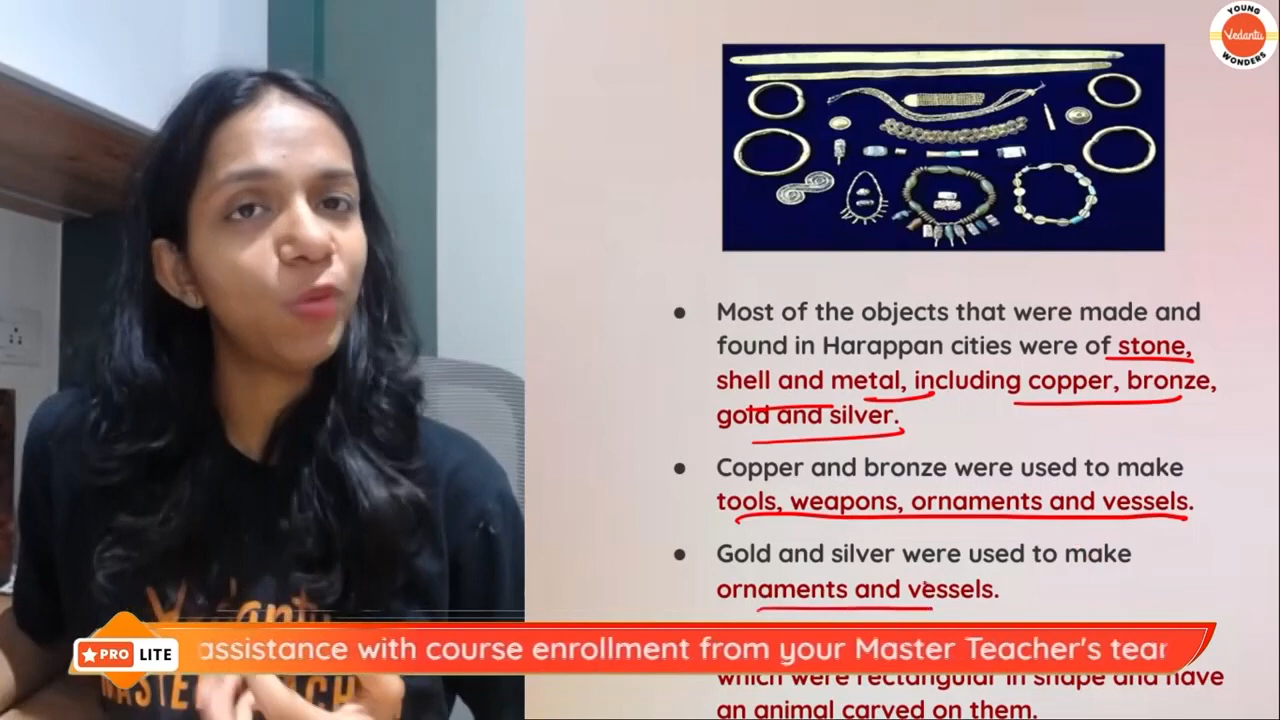 YOUNG
Vedantu
WONDERS
Most of the objects that were made and
found in Harappan cities were of stone,
shell and metal, including copper, bronze,
gold and silver.
Copper and bronze were used to make
tools, weapons, ornaments and vessels.
Gold and silver were used to make
ornaments and vessels.
PRO LITE
assistance with course enrollment from your Master Teacher's
which were rectangular in shape and have
an animal carved on them.
Vedantu